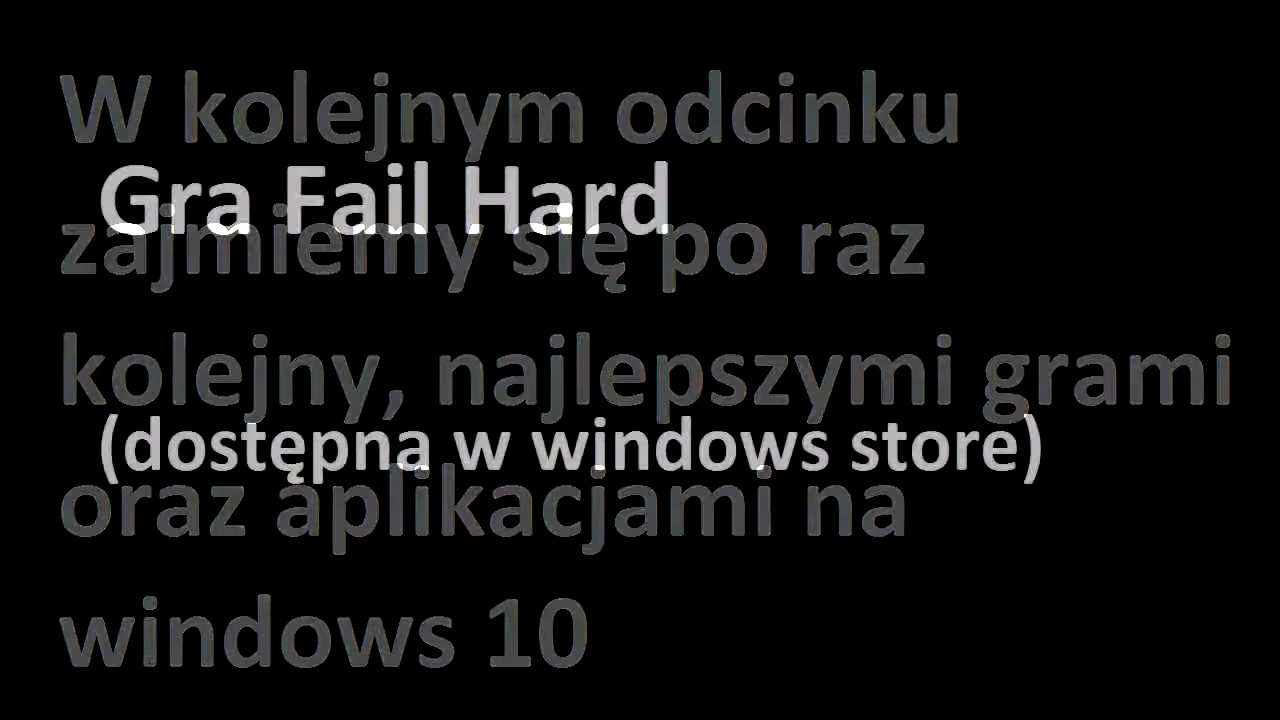 W kolejnym odcinku
Gra Fail Hard
zajmiemy się po raz
kolejny, najlepszymi grami
(dostępna w windows store)
oraz aplikacjami na
windows 10